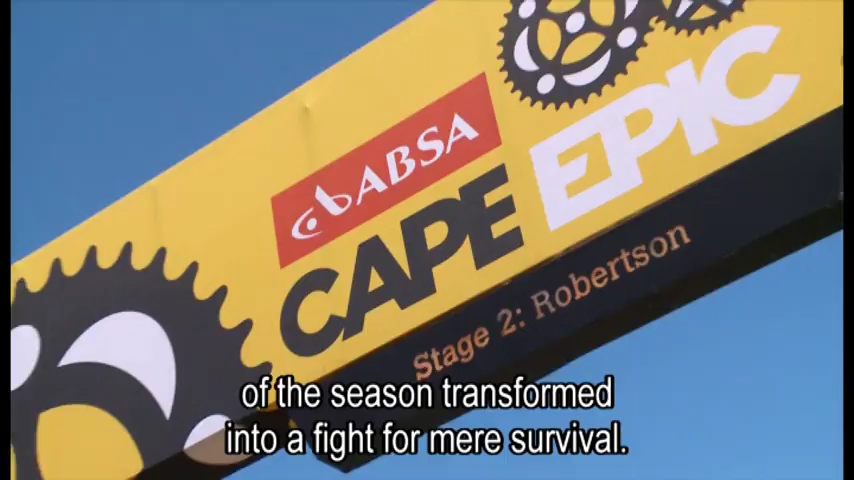 ABSA
CAPE EPIC
Stage 2: Robertson
of the season transformed
into a fight for mere survival.